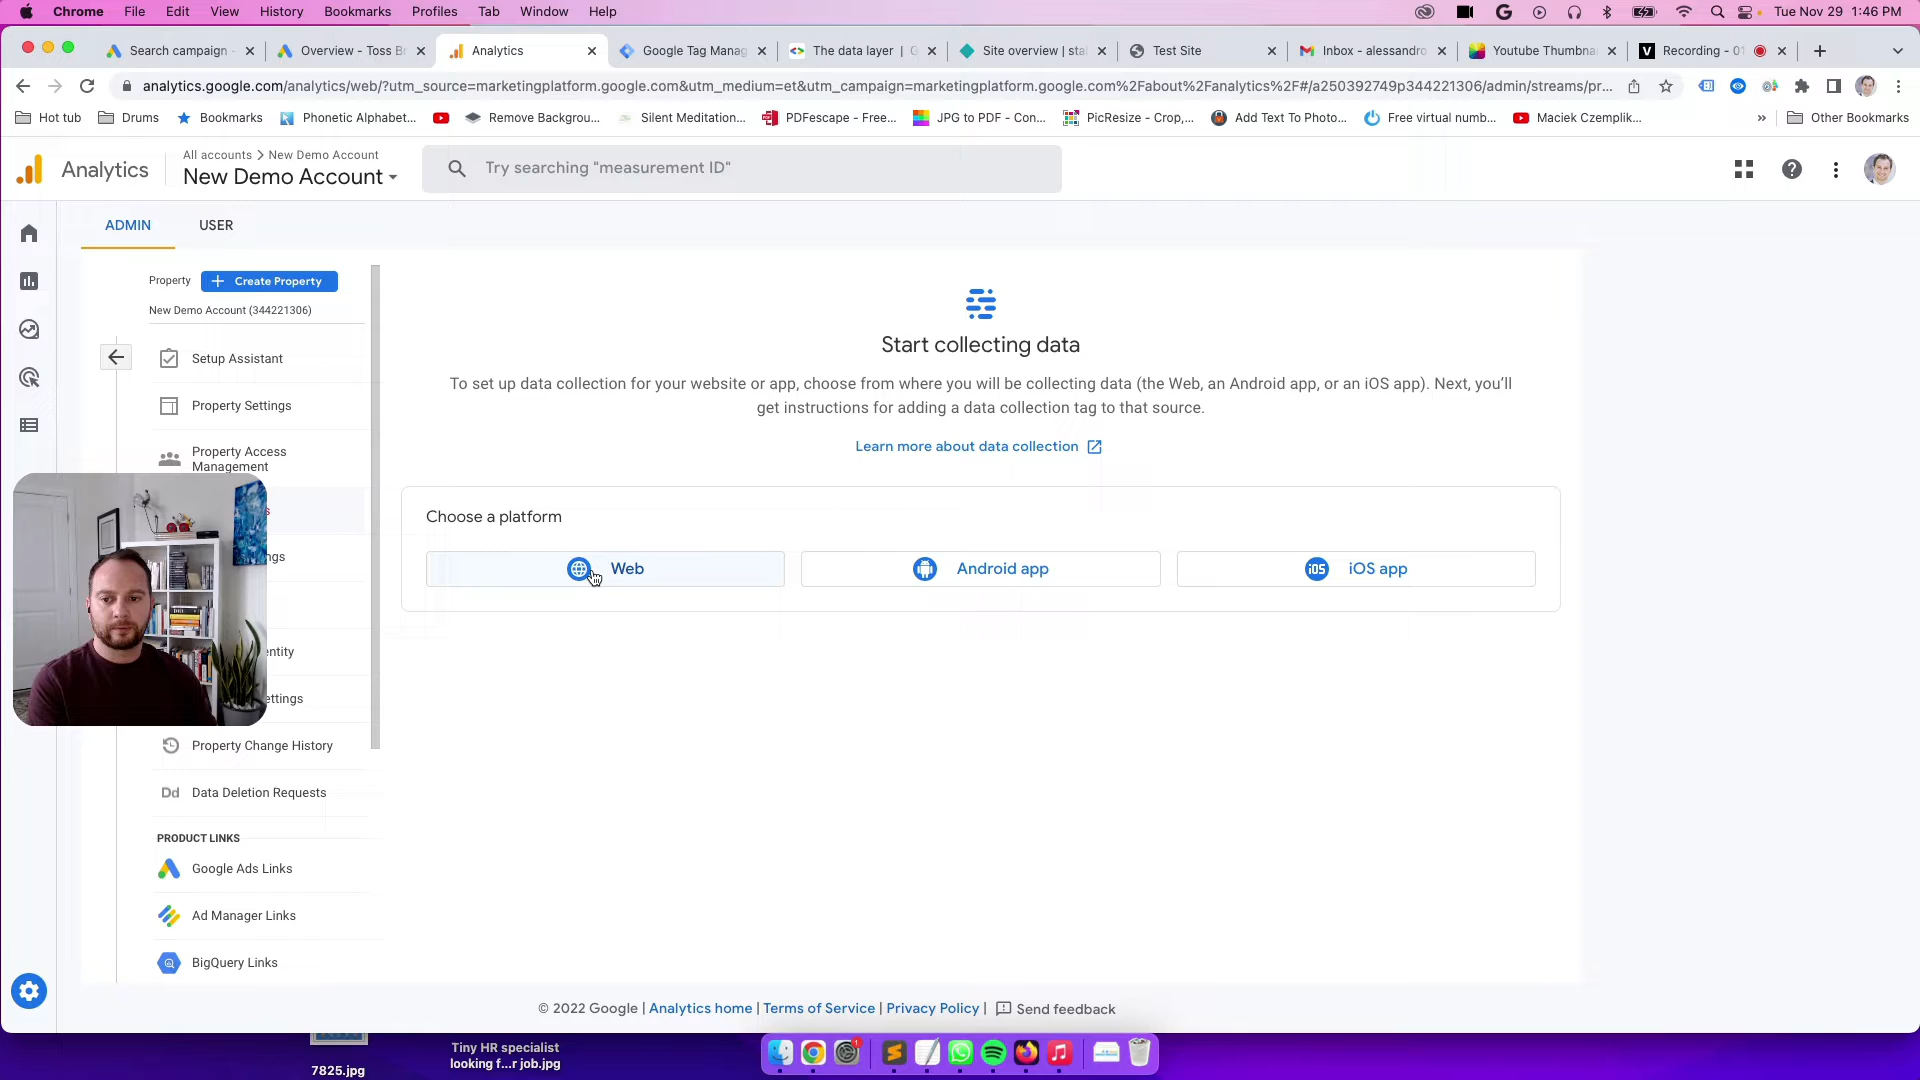 Chrome File Edit View History Bookmarks Profiles Tab Window Help Tue Nov 29 1:46 PM
Search campaign Overview - Toss Br Analytics Google Tag Manag The data layer | G Site overview | stal Test Site Inbox - alessandro Youtube Thumbna Recording - 01
analytics.google.com/analytics/web/?utm_source=marketingplatform.google.com&utm_medium=et&utm_campaign=marketingplatform.google.com%2Fabout%2Fanalytics%2F#/a250392749p344221306/admin/streams/pr...
Hot tub Drums Bookmarks Phonetic Alphabet... Remove Backgrou... Silent Meditation... PDFescape - Free... JPG to PDF - Con... PicResize - Crop,... Add Text To Photo... Free virtual numb... Maciek Czemplik... » Other Bookmarks
Analytics
All accounts > New Demo Account
New Demo Account
Try searching "measurement ID"
ADMIN USER
Property + Create Property
New Demo Account (344221306)
Setup Assistant
Property Settings
Property Access
Management
s
ngs
entity
ettings
Property Change History
Dd Data Deletion Requests
PRODUCT LINKS
Google Ads Links
Ad Manager Links
BigQuery Links
Start collecting data
To set up data collection for your website or app, choose from where you will be collecting data (the Web, an Android app, or an iOS app). Next, you'll
get instructions for adding a data collection tag to that source.
Learn more about data collection
Choose a platform
Web
Android app
iOS iOS app
© 2022 Google | Analytics home | Terms of Service | Privacy Policy | Send feedback
7825.jpg
Tiny HR specialist
looking f...r job.jpg